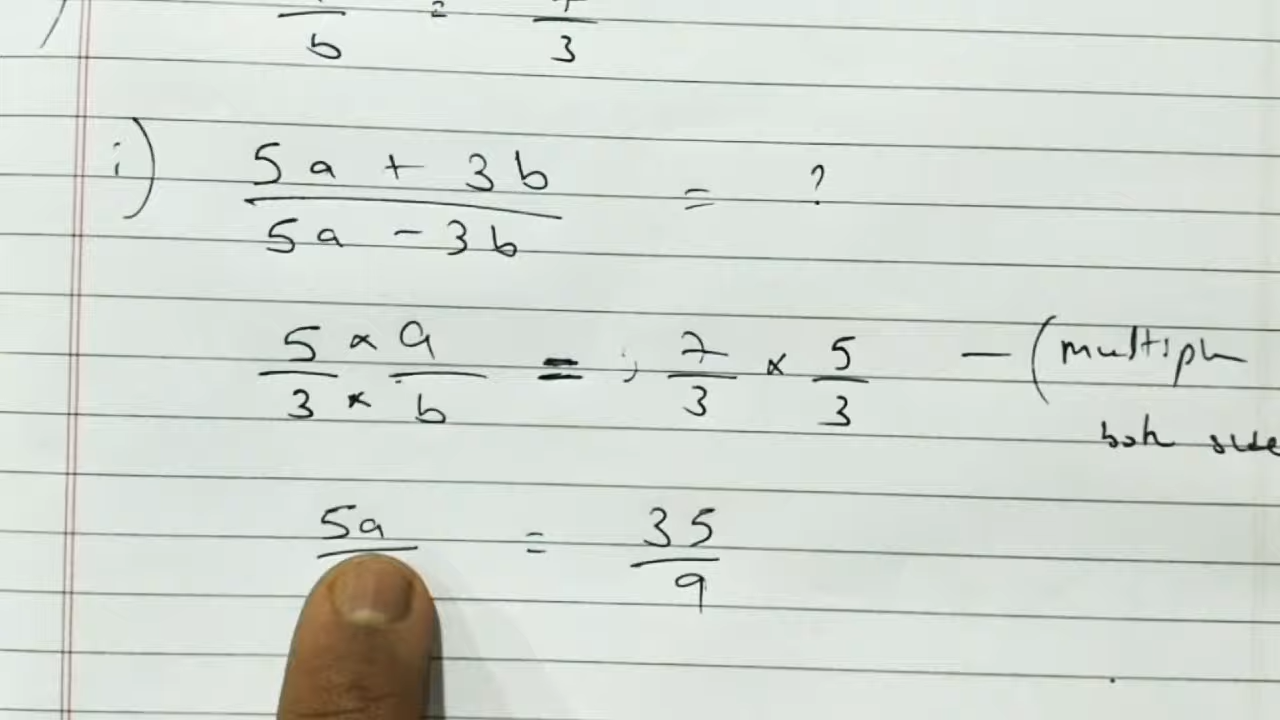 b = 3
i) 5a + 3b = ?
5a - 3b
5 × a = ; 7 × 5 — (multiply
3 × b 3 3
both side
5a = 35
9